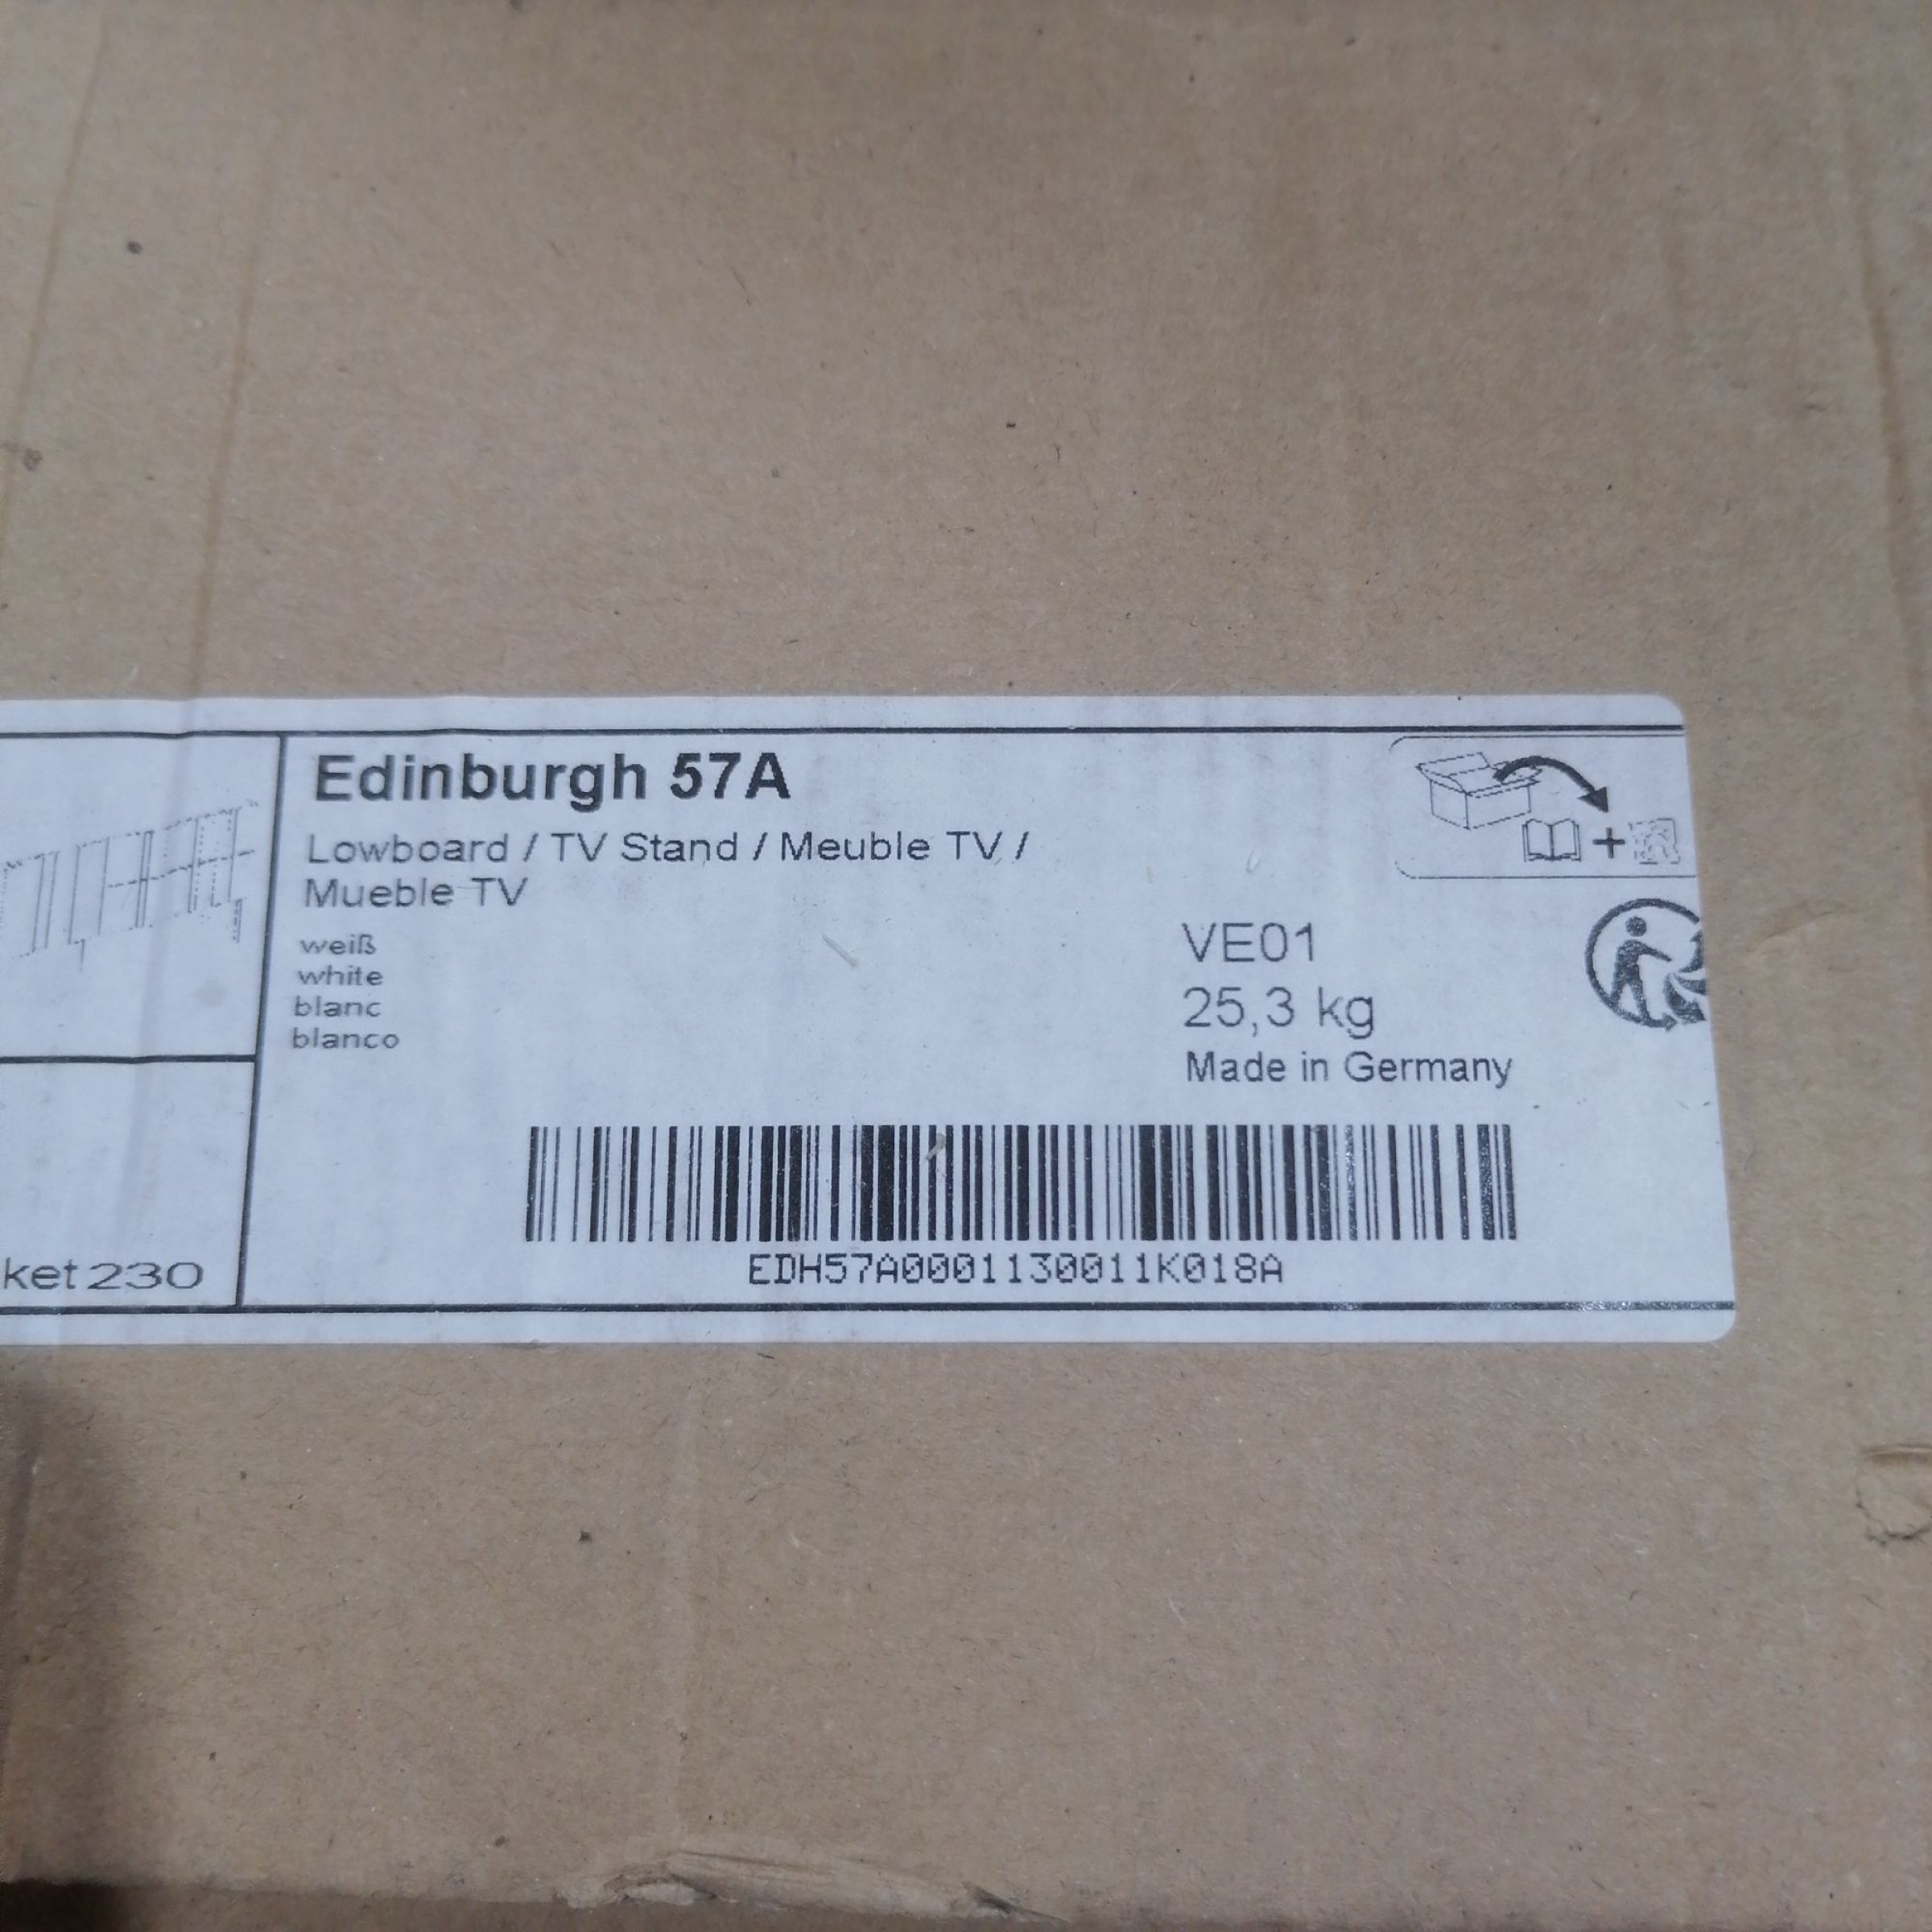 Edinburgh 57A
Lowboard / TV Stand / Meuble TV /
Mueble TV
weiß
white
blanc
blanco
VE01
25,3 kg
Made in Germany
EDH57A0001130011K018A
ket 230